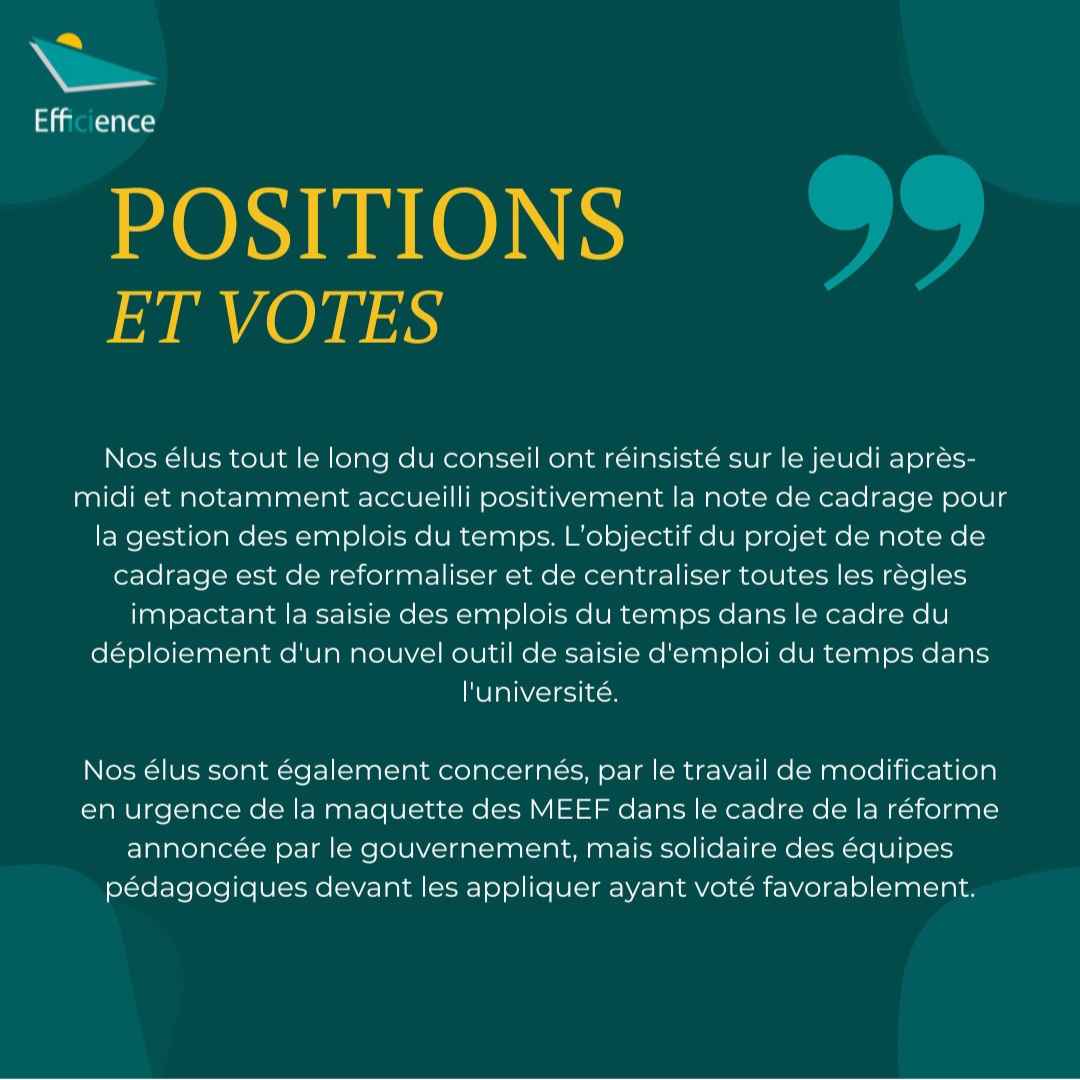 Efficience
POSITIONS
ET VOTES
Nos élus tout le long du conseil ont réinsisté sur le jeudi après-
midi et notamment accueilli positivement la note de cadrage pour
la gestion des emplois du temps. L’objectif du projet de note de
cadrage est de reformaliser et de centraliser toutes les règles
impactant la saisie des emplois du temps dans le cadre du
déploiement d'un nouvel outil de saisie d'emploi du temps dans
l'université.
Nos élus sont également concernés, par le travail de modification
en urgence de la maquette des MEEF dans le cadre de la réforme
annoncée par le gouvernement, mais solidaire des équipes
pédagogiques devant les appliquer ayant voté favorablement.